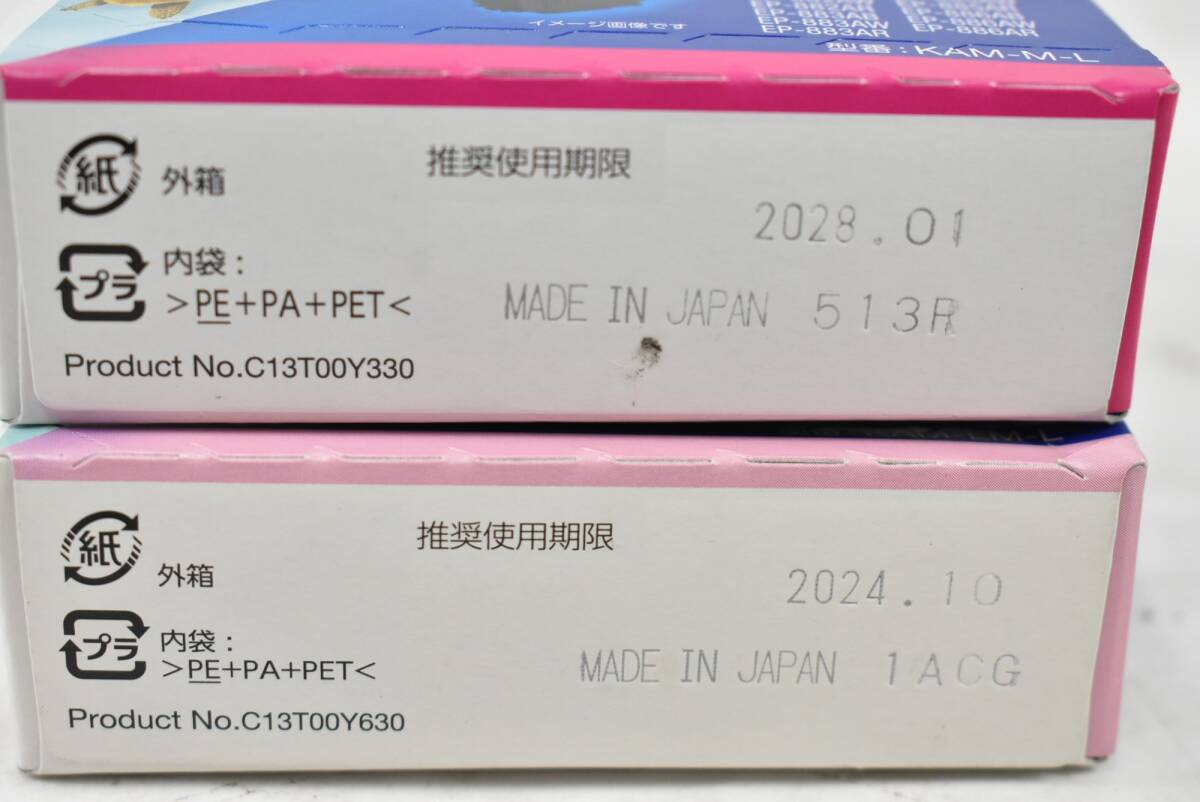 イメージ画像です
EP-883AW
EP-886AW
EP-883AR
EP-886AR
型番：KAM-M-L
紙
外箱
推奨使用期限
2028.01
プラ
内袋：
>PE+PA+PET<
MADE IN JAPAN 513R
Product No.C13T00Y330
紙
外箱
推奨使用期限
2024.10
プラ
内袋：
>PE+PA+PET<
MADE IN JAPAN 1ACG
Product No.C13T00Y630